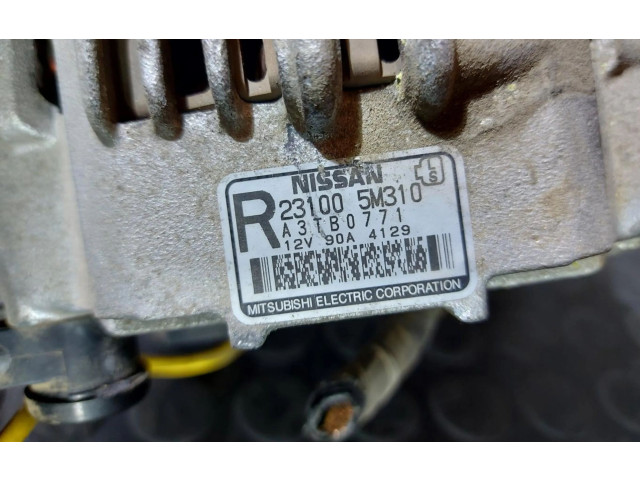 NISSAN
S
R 23100 5M310
A3TB0771
12V 90A 4129
MITSUBISHI ELECTRIC CORPORATION